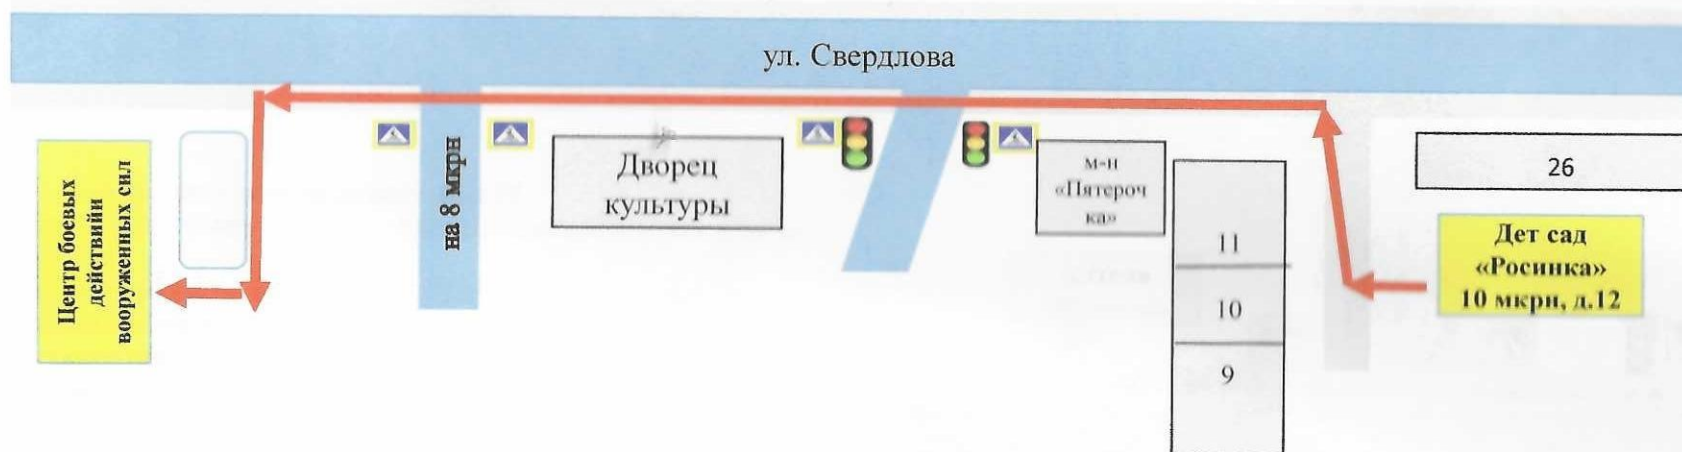 ул. Свердлова
Центр боевых
действийи
вооруженных сил
на 8 мкрн
Дворец
культуры
м-н
«Пятероч
ка»
11
10
9
26
Дет сад
«Росинка»
10 мкрн, д.12